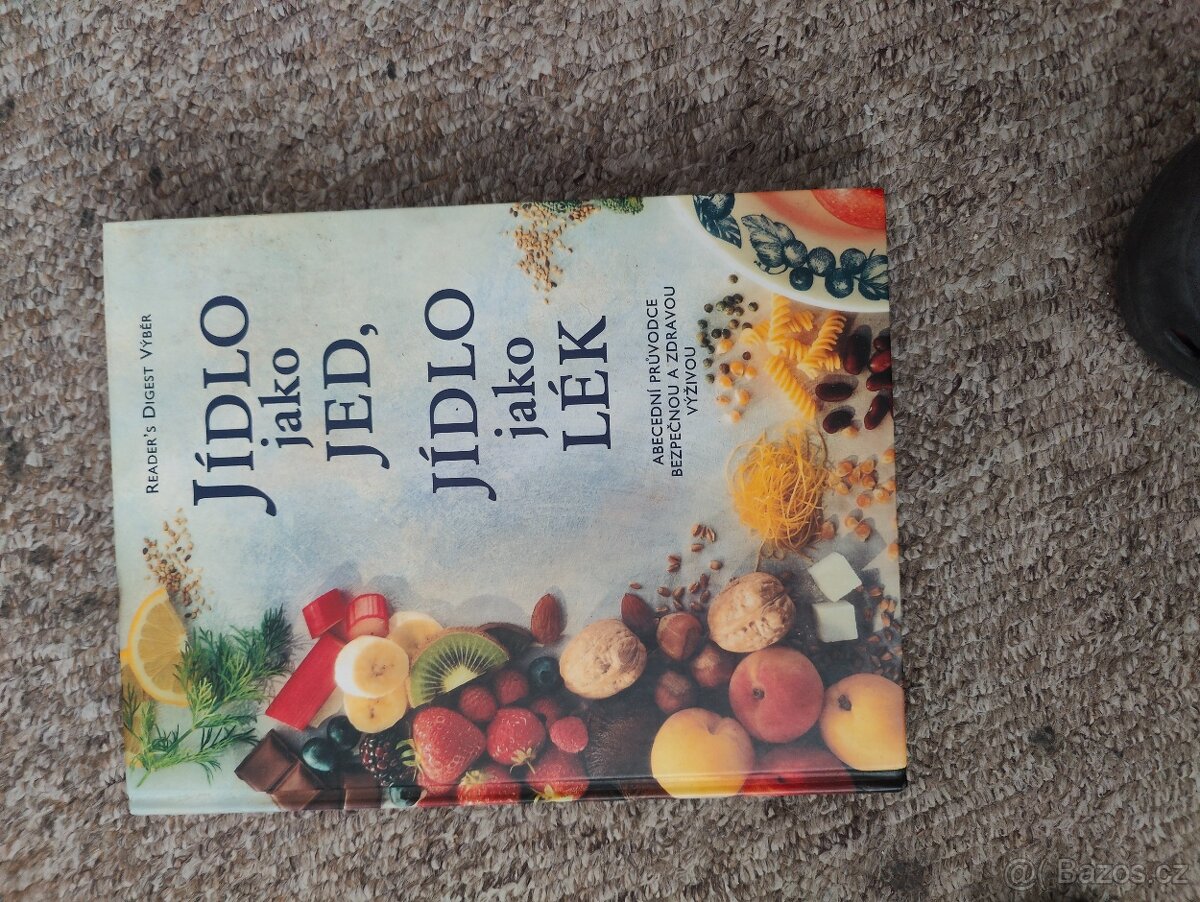 READER'S DIGEST VÝBĚR
JÍDLO
jako
JED,
JÍDLO
jako
LÉK
ABECEDNÍ PRŮVODCE
BEZPEČNOU A ZDRAVOU
VÝŽIVOU
@ Bazos.cz